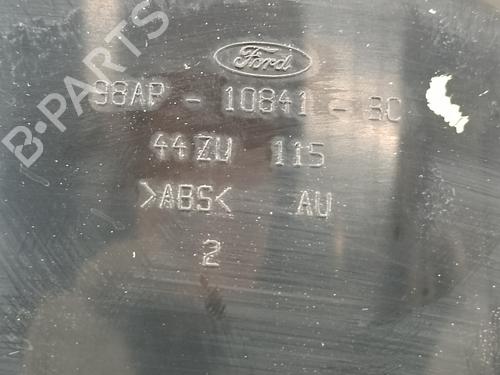 B-PARTS
Ford
98AP - 10841 - BC
44ZU 115
>ABS< AU
2